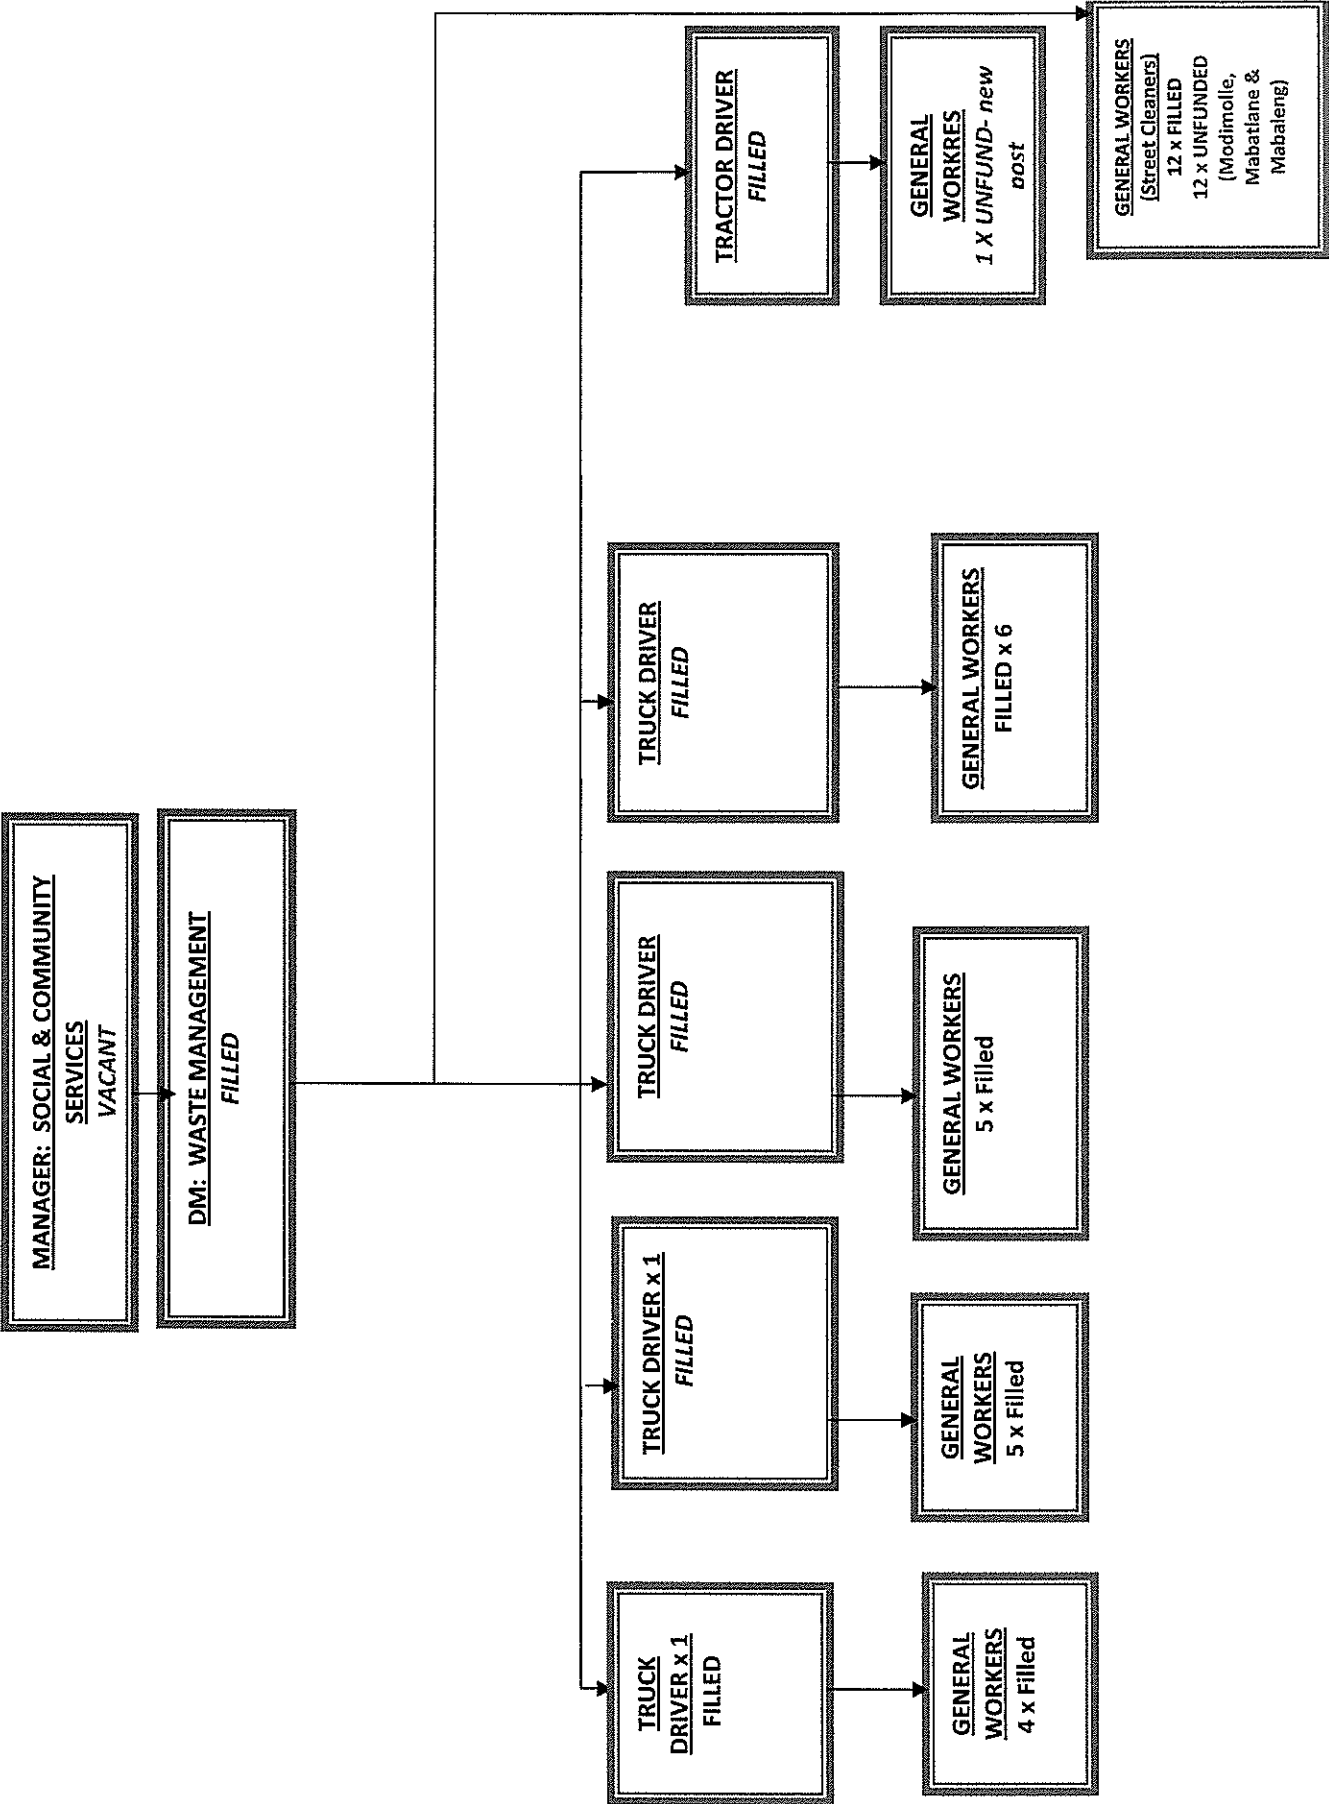 MANAGER: SOCIAL & COMMUNITY
SERVICES
VACANT
DM: WASTE MANAGEMENT
FILLED
TRUCK
DRIVER x 1
FILLED
TRUCK DRIVER x 1
FILLED
TRUCK DRIVER
FILLED
TRUCK DRIVER
FILLED
TRACTOR DRIVER
FILLED
GENERAL
WORKERS
4 x Filled
GENERAL
WORKERS
5 x Filled
GENERAL WORKERS
5 x Filled
GENERAL WORKERS
FILLED x 6
GENERAL
WORKRES
1 X UNFUND- new
post
GENERAL WORKERS
(Street Cleaners)
12 x FILLED
12 x UNFUNDED
(Modimolle,
Mabatlane &
Mabaleng)